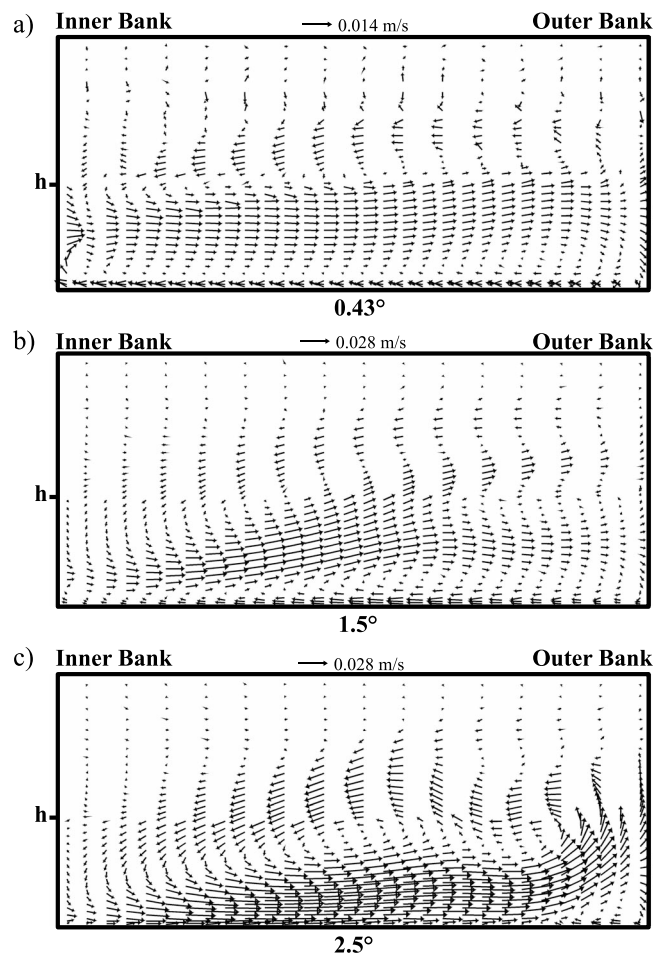 a) Inner Bank 0.014 m/s Outer Bank
h
0.43°
b) Inner Bank 0.028 m/s Outer Bank
h
1.5°
c) Inner Bank 0.028 m/s Outer Bank
h
2.5°